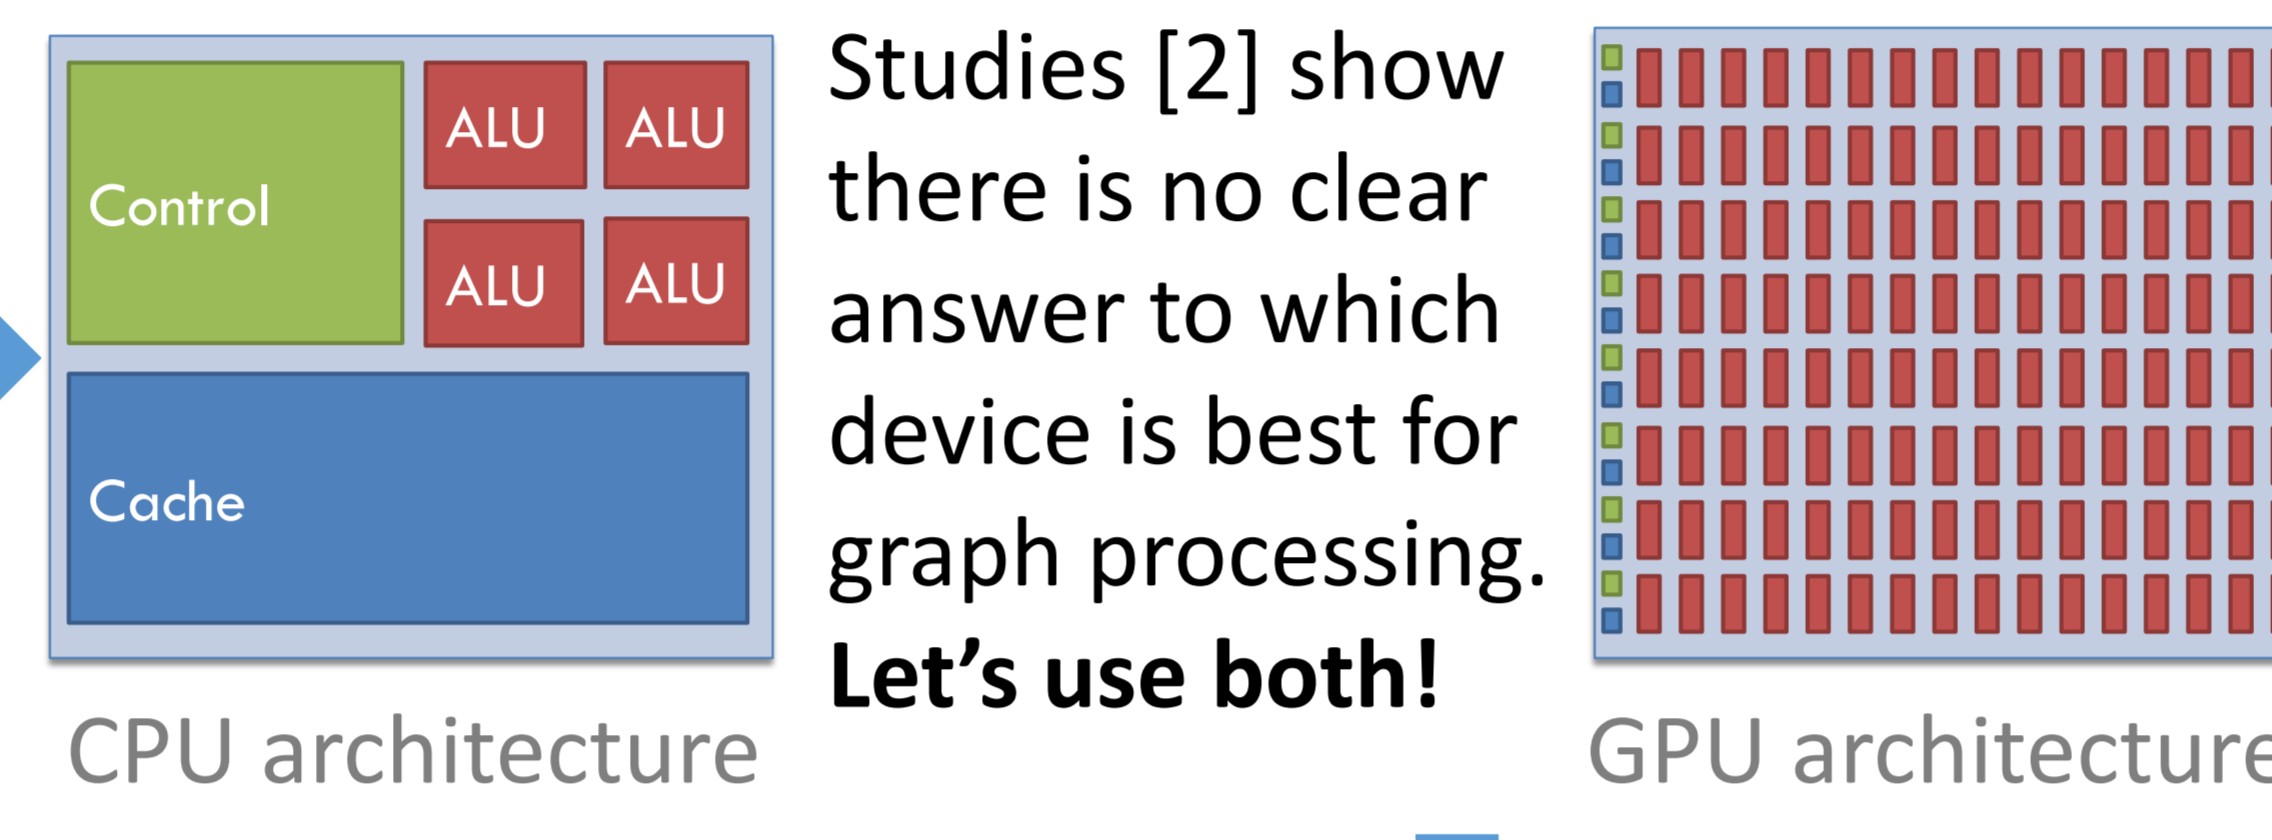 Control
ALU
ALU
ALU
ALU
Cache
CPU architecture
Studies [2] show
there is no clear
answer to which
device is best for
graph processing.
Let’s use both!
GPU architecture